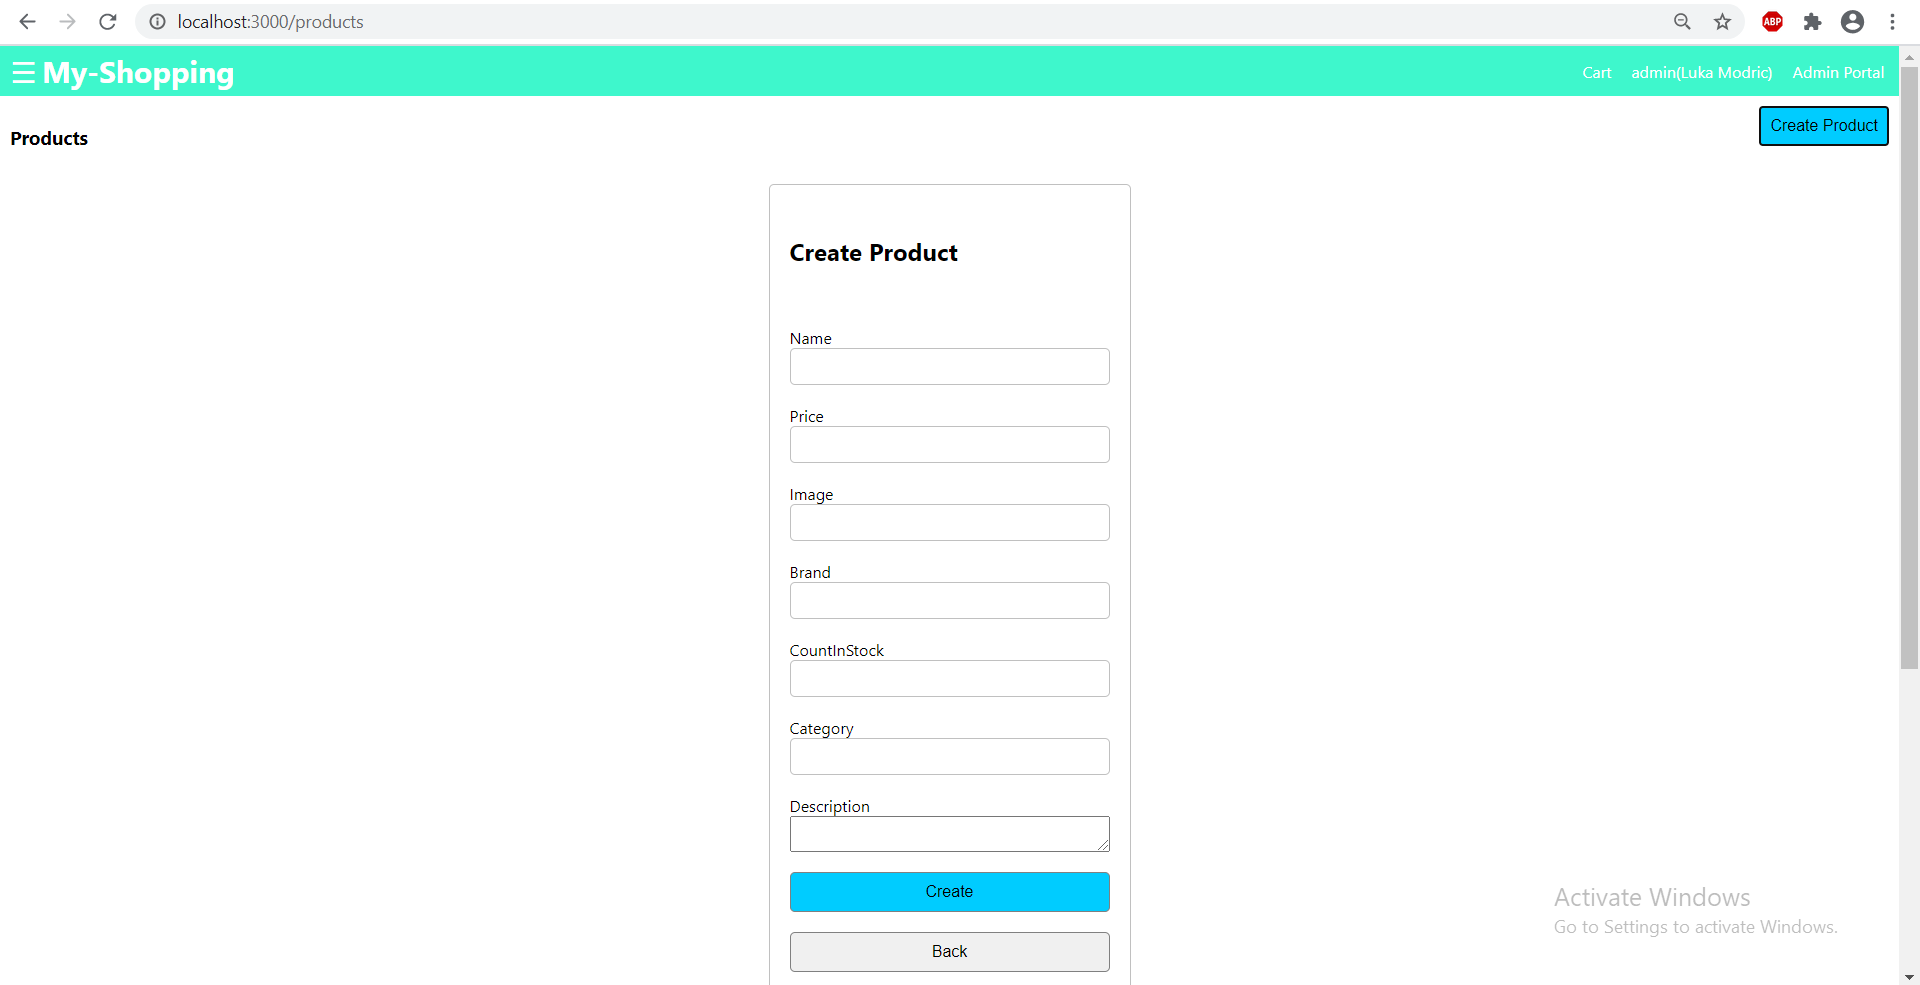 localhost:3000/products
ABP
☰ My-Shopping
Cart admin(Luka Modric) Admin Portal
Products
Create Product
Create Product
Name
Price
Image
Brand
CountInStock
Category
Description
Create
Back
Activate Windows
Go to Settings to activate Windows.